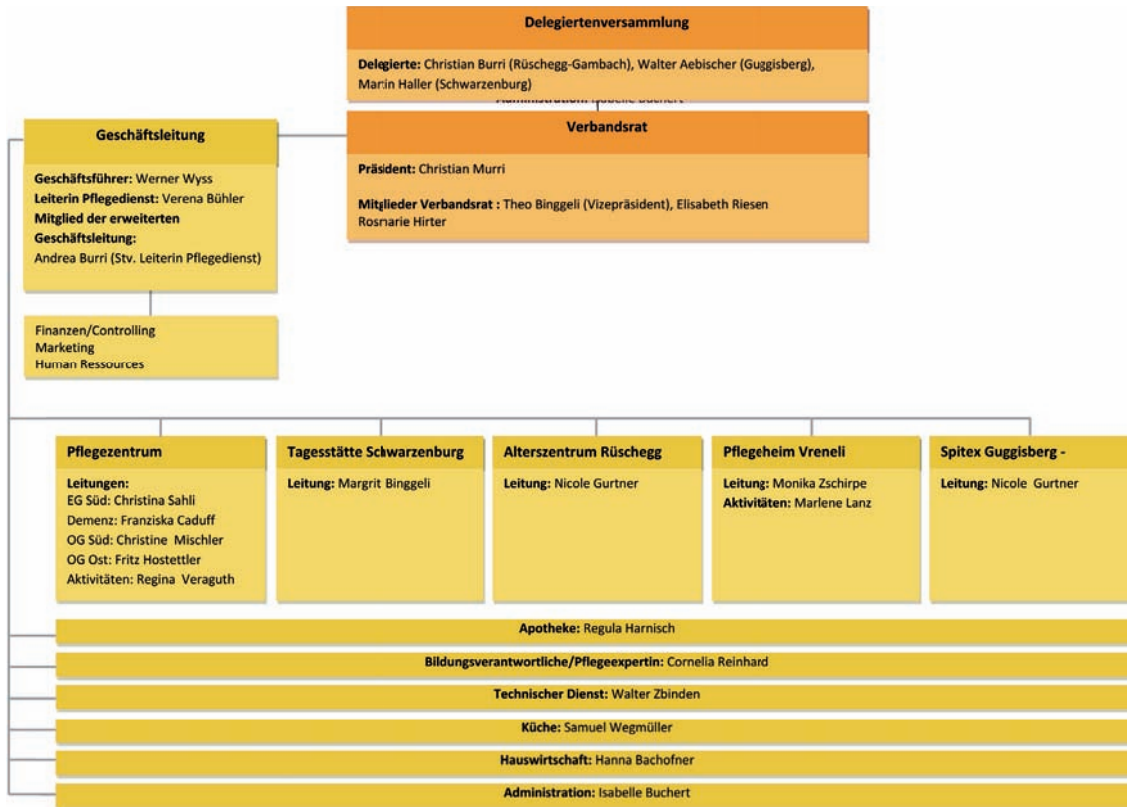 Delegiertenversammlung
Delegierte: Christian Burri (Rüschegg-Gambach), Walter Aebischer (Guggisberg),
Martin Haller (Schwarzenburg)
Administration: Isabelle Buchert
Verbandsrat
Präsident: Christian Murri
Mitglieder Verbandsrat : Theo Binggeli (Vizepräsident), Elisabeth Riesen
Rosmarie Hirter
Geschäftsleitung
Geschäftsführer: Werner Wyss
Leiterin Pflegedienst: Verena Bühler
Mitglied der erweiterten
Geschäftsleitung:
Andrea Burri (Stv. Leiterin Pflegedienst)
Finanzen/Controlling
Marketing
Human Ressources
Pflegezentrum
Leitungen:
EG Süd: Christina Sahli
Demenz: Franziska Caduff
OG Süd: Christine Mischler
OG Ost: Fritz Hostettler
Aktivitäten: Regina Veraguth
Tagesstätte Schwarzenburg
Leitung: Margrit Binggeli
Alterszentrum Rüschegg
Leitung: Nicole Gurtner
Pflegeheim Vreneli
Leitung: Monika Zschirpe
Aktivitäten: Marlene Lanz
Spitex Guggisberg -
Leitung: Nicole Gurtner
Apotheke: Regula Harnisch
Bildungsverantwortliche/Pflegeexpertin: Cornelia Reinhard
Technischer Dienst: Walter Zbinden
Küche: Samuel Wegmüller
Hauswirtschaft: Hanna Bachofner
Administration: Isabelle Buchert